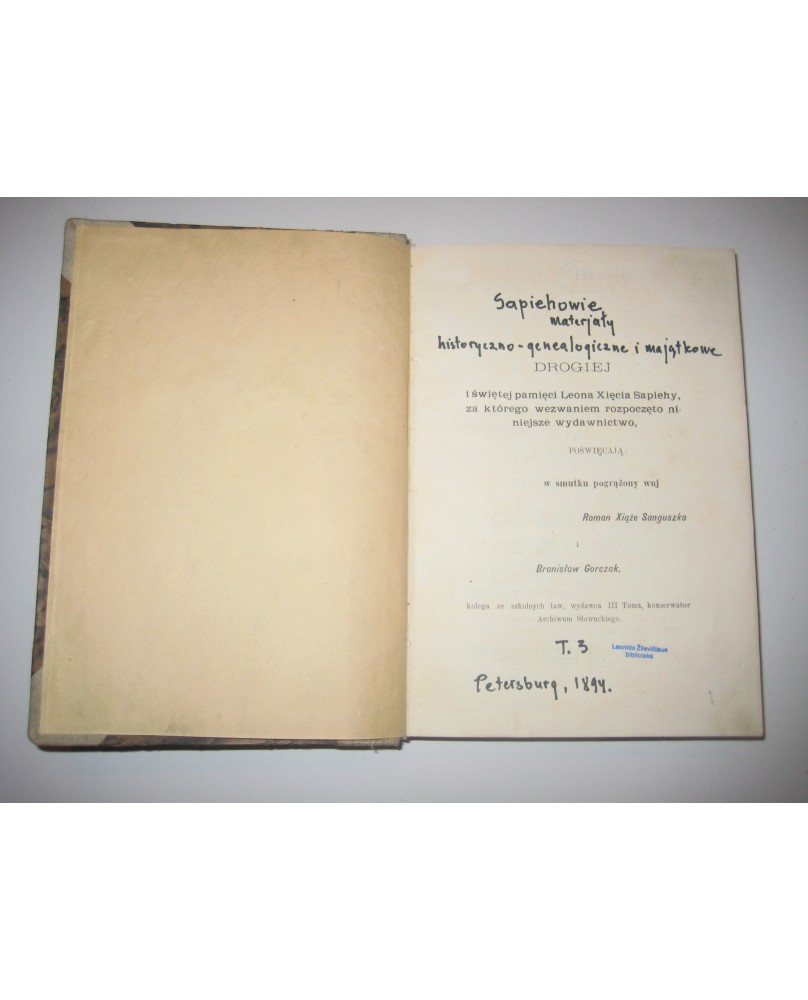 Sapiehowie
materjały
historyczno-genealogiczne i majątkowe
DROGIEJ
i świętej pamięci Leona Xięcia Sapiehy,
za którego wezwaniem rozpoczęto ni-
niejsze wydawnictwo,
POŚWIĘCAJĄ:
w smutku pogrążony wuj
Roman Xiąże Sanguszko
i
Bronisław Gorczak,
kolega ze szkolnych ław, wydawca III Tomu, konserwator
Archiwum Sławuckiego.
T. 3
Leonido Žilevičiaus
biblioteka
Petersburg, 1894.